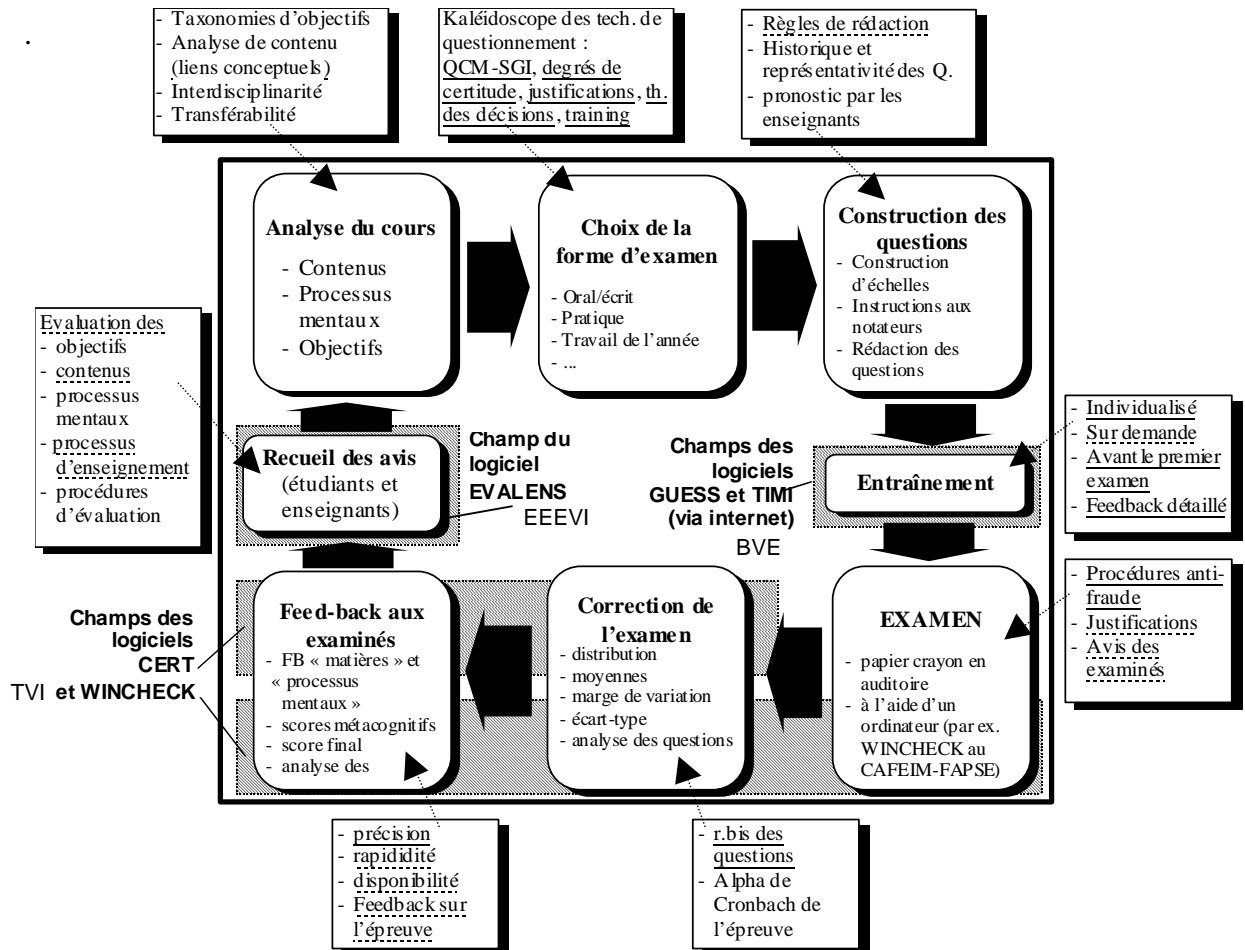 - Taxonomies d'objectifs
- Analyse de contenu
(liens conceptuels)
- Interdisciplinarité
- Transférabilité
Kaléidoscope des tech. de
questionnement :
QCM-SGI, degrés de
certitude, justifications, th.
des décisions, training
- Règles de rédaction
- Historique et
représentativité des Q.
- pronostic par les
enseignants
.
Analyse du cours
- Contenus
- Processus
mentaux
- Objectifs
Choix de la
forme d'examen
- Oral/écrit
- Pratique
- Travail de l'année
- ...
Construction des
questions
- Construction
d'échelles
- Instructions aux
notateurs
- Rédaction des
questions
Evaluation des
- objectifs
- contenus
- processus
mentaux
- processus
d'enseignement
- procédures
d'évaluation
Recueil des avis
(étudiants et
enseignants)
Champ du
logiciel
EVALENS
EEEVI
Champs des
logiciels
GUESS et TIMI
(via internet)
BVE
Entraînement
- Individualisé
- Sur demande
- Avant le premier
examen
- Feedback détaillé
Champs des
logiciels
CERT
TVI et WINCHECK
Feed-back aux
examinés
- FB « matières » et
« processus
mentaux »
- scores métacognitifs
- score final
- analyse des
Correction de
l'examen
- distribution
- moyennes
- marge de variation
- écart-type
- analyse des questions
EXAMEN
- papier crayon en
auditoire
- à l'aide d'un
ordinateur (par ex.
WINCHECK au
CAFEIM-FAPSE)
- Procédures anti-
fraude
- Justifications
- Avis des
examinés
- précision
- rapididité
- disponibilité
- Feedback sur
l'épreuve
- r.bis des
questions
- Alpha de
Cronbach de
l'épreuve